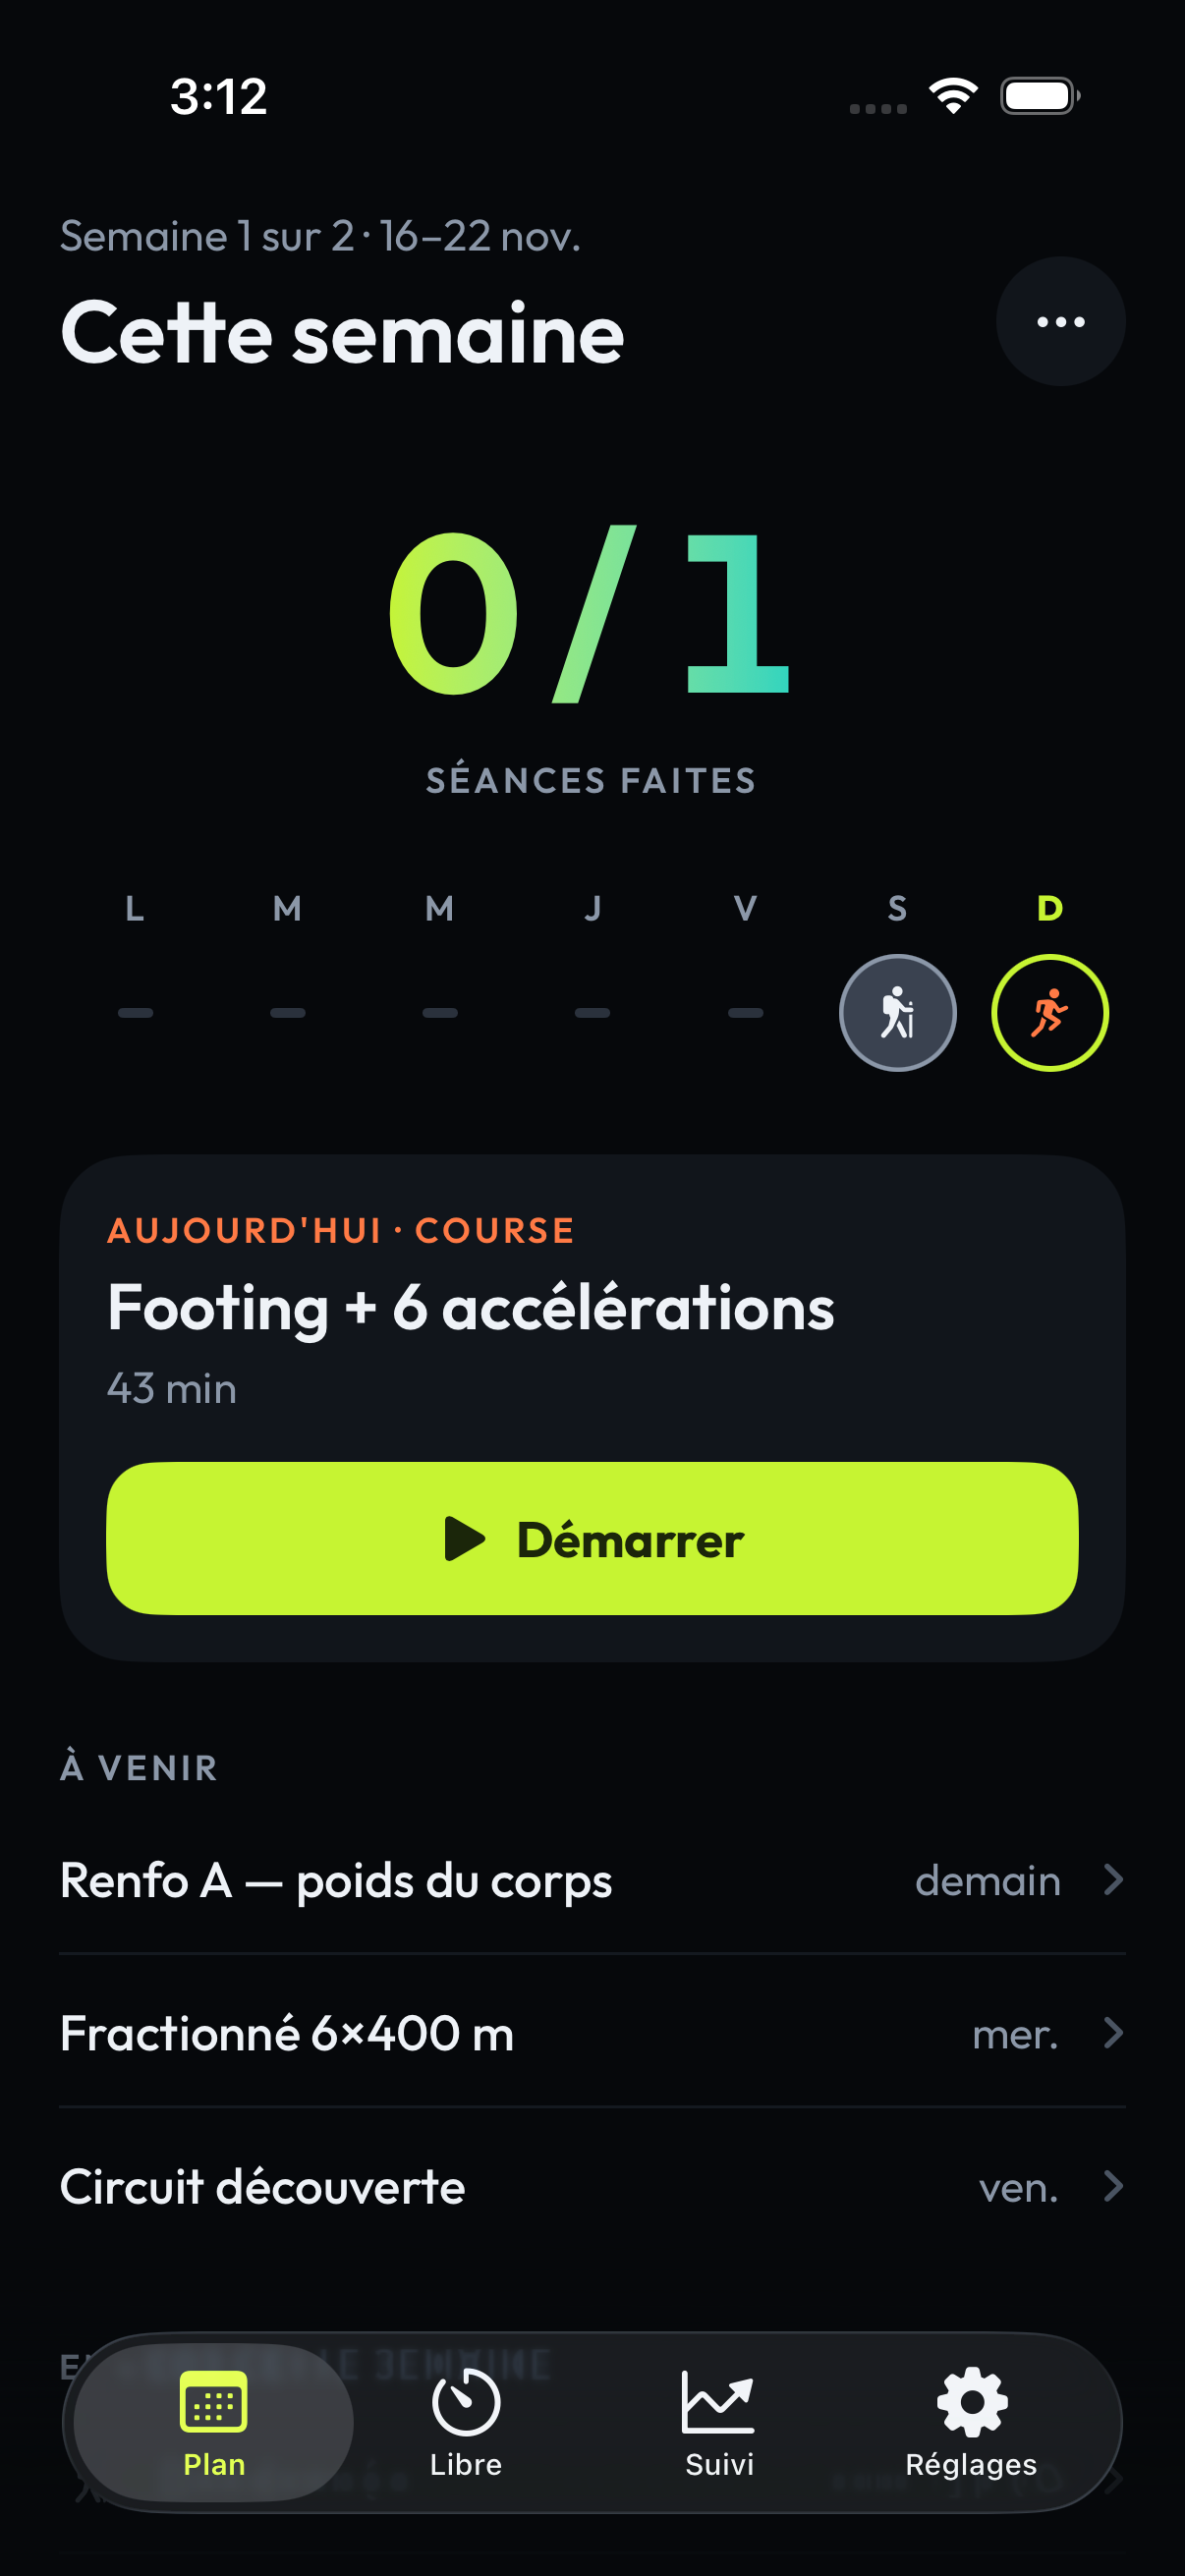 3:12
Semaine 1 sur 2 · 16–22 nov.
Cette semaine
0/1
SÉANCES FAITES
L M M J V S D
AUJOURD'HUI · COURSE
Footing + 6 accélérations
43 min
Démarrer
À VENIR
Renfo A — poids du corps demain
Fractionné 6×400 m mer.
Circuit découverte ven.
Plan Libre Suivi Réglages